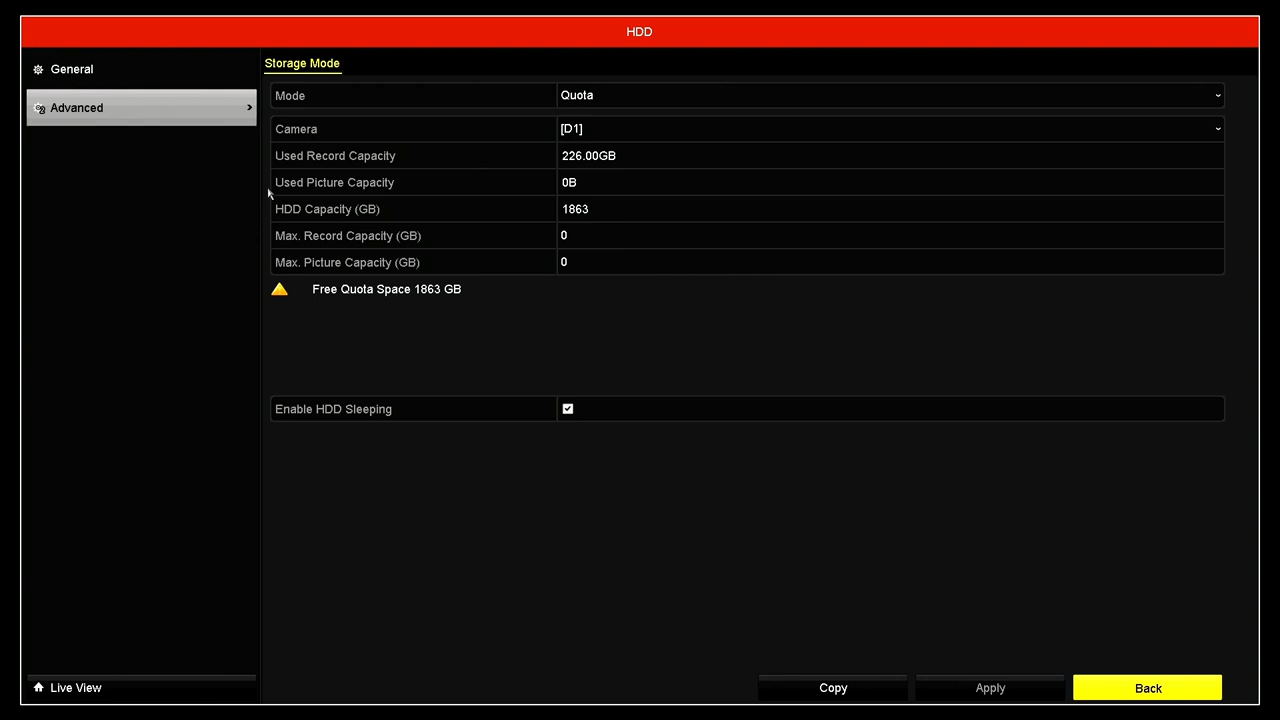 HDD
General
Advanced
Storage Mode
Mode Quota
Camera [D1]
Used Record Capacity 226.00GB
Used Picture Capacity 0B
HDD Capacity (GB) 1863
Max. Record Capacity (GB) 0
Max. Picture Capacity (GB) 0
Free Quota Space 1863 GB
Enable HDD Sleeping
Live View
Copy Apply Back